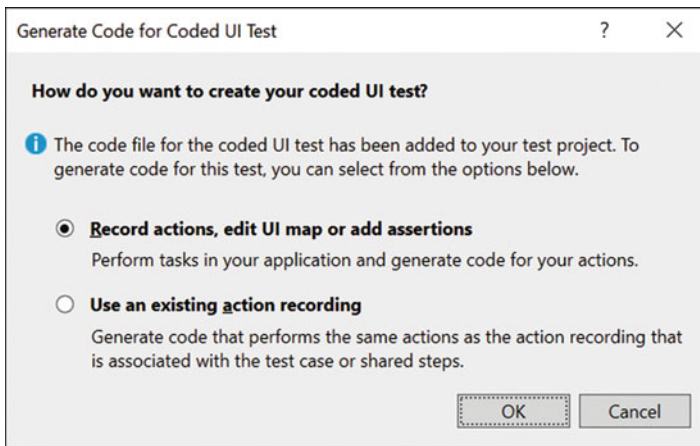 Generate Code for Coded UI Test
How do you want to create your coded UI test?
The code file for the coded UI test has been added to your test project. To
generate code for this test, you can select from the options below.
Record actions, edit UI map or add assertions
Perform tasks in your application and generate code for your actions.
Use an existing action recording
Generate code that performs the same actions as the action recording that
is associated with the test case or shared steps.
OK Cancel